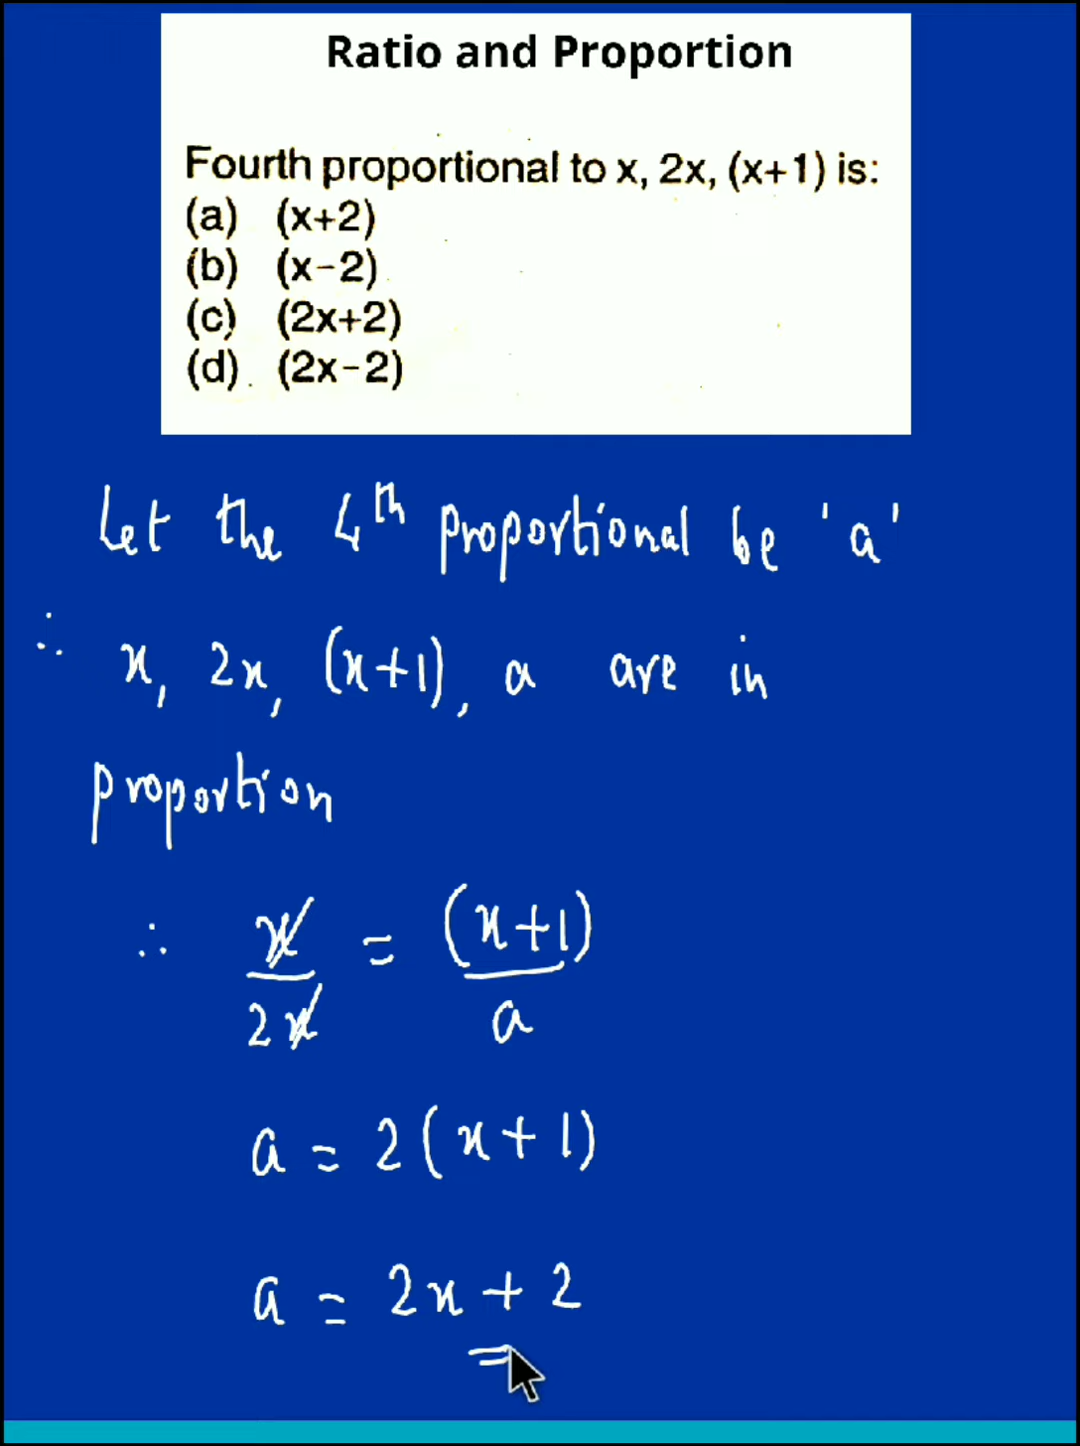 Ratio and Proportion
Fourth proportional to x, 2x, (x+1) is:
(a) (x+2)
(b) (x-2)
(c) (2x+2)
(d) (2x-2)
Let the 4th proportional be 'a'
∴ x, 2x, (x+1), a are in
proportion
∴ x/2x = (x+1)/a
a = 2(x+1)
a = 2x+2